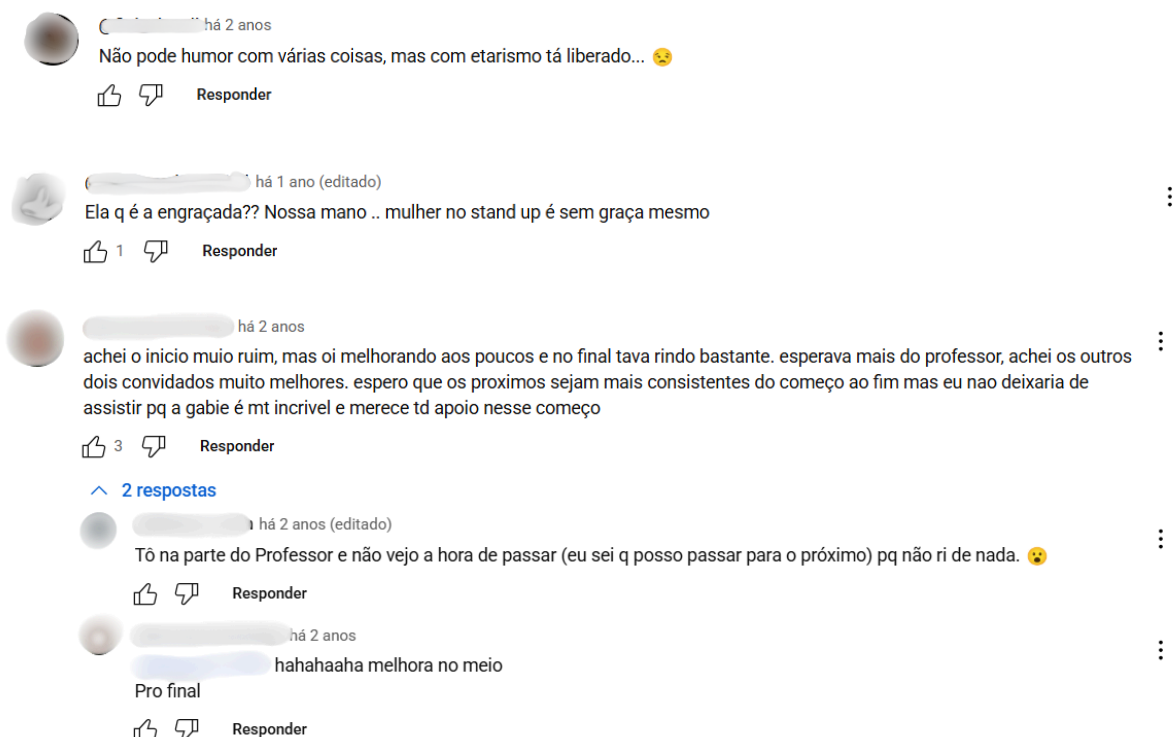 há 2 anos
Não pode humor com várias coisas, mas com etarismo tá liberado... 😒
Responder
há 1 ano (editado)
Ela q é a engraçada?? Nossa mano .. mulher no stand up é sem graça mesmo
1 Responder
há 2 anos
achei o inicio muio ruim, mas oi melhorando aos poucos e no final tava rindo bastante. esperava mais do professor, achei os outros
dois convidados muito melhores. espero que os proximos sejam mais consistentes do começo ao fim mas eu nao deixaria de
assistir pq a gabie é mt incrivel e merece td apoio nesse começo
3 Responder
2 respostas
há 2 anos (editado)
Tô na parte do Professor e não vejo a hora de passar (eu sei q posso passar para o próximo) pq não ri de nada. 😮
Responder
há 2 anos
hahahaaha melhora no meio
Pro final
Responder